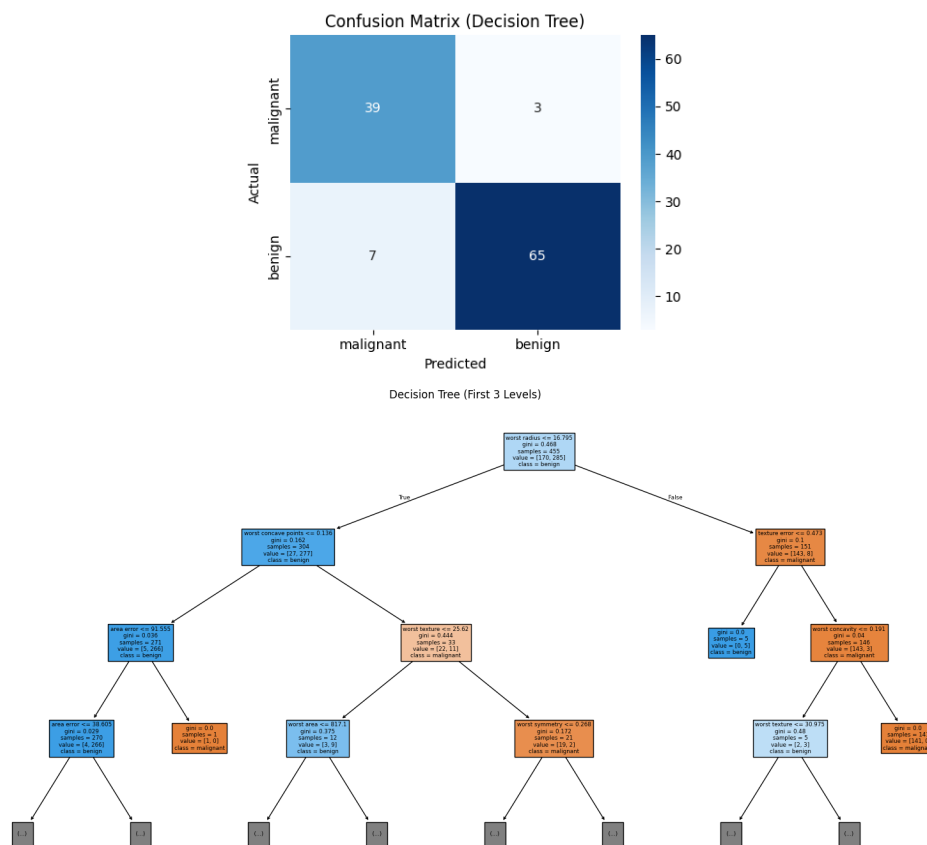 Confusion Matrix (Decision Tree)
malignant
benign
Actual
39
3
7
65
malignant
benign
Predicted
60
50
40
30
20
10
Decision Tree (First 3 Levels)
worst radius <= 16.795
gini = 0.468
samples = 455
value = [170, 285]
class = benign
True
False
worst concave points <= 0.136
gini = 0.162
samples = 304
value = [27, 277]
class = benign
texture error <= 0.473
gini = 0.1
samples = 151
value = [143, 8]
class = malignant
area error <= 91.555
gini = 0.036
samples = 271
value = [5, 266]
class = benign
worst texture <= 25.62
gini = 0.444
samples = 33
value = [22, 11]
class = malignant
gini = 0.0
samples = 5
value = [0, 5]
class = benign
worst concavity <= 0.191
gini = 0.04
samples = 146
value = [143, 3]
class = malignant
area error <= 38.605
gini = 0.029
samples = 270
value = [4, 266]
class = benign
gini = 0.0
samples = 1
value = [1, 0]
class = malignant
worst area <= 817.1
gini = 0.375
samples = 12
value = [3, 9]
class = benign
worst symmetry <= 0.268
gini = 0.172
samples = 21
value = [19, 2]
class = malignant
worst texture <= 30.975
gini = 0.48
samples = 5
value = [2, 3]
class = benign
gini = 0.0
samples = 14
value = [141,
class =
(...)
(...)
(...)
(...)
(...)
(...)
(...)
(...)